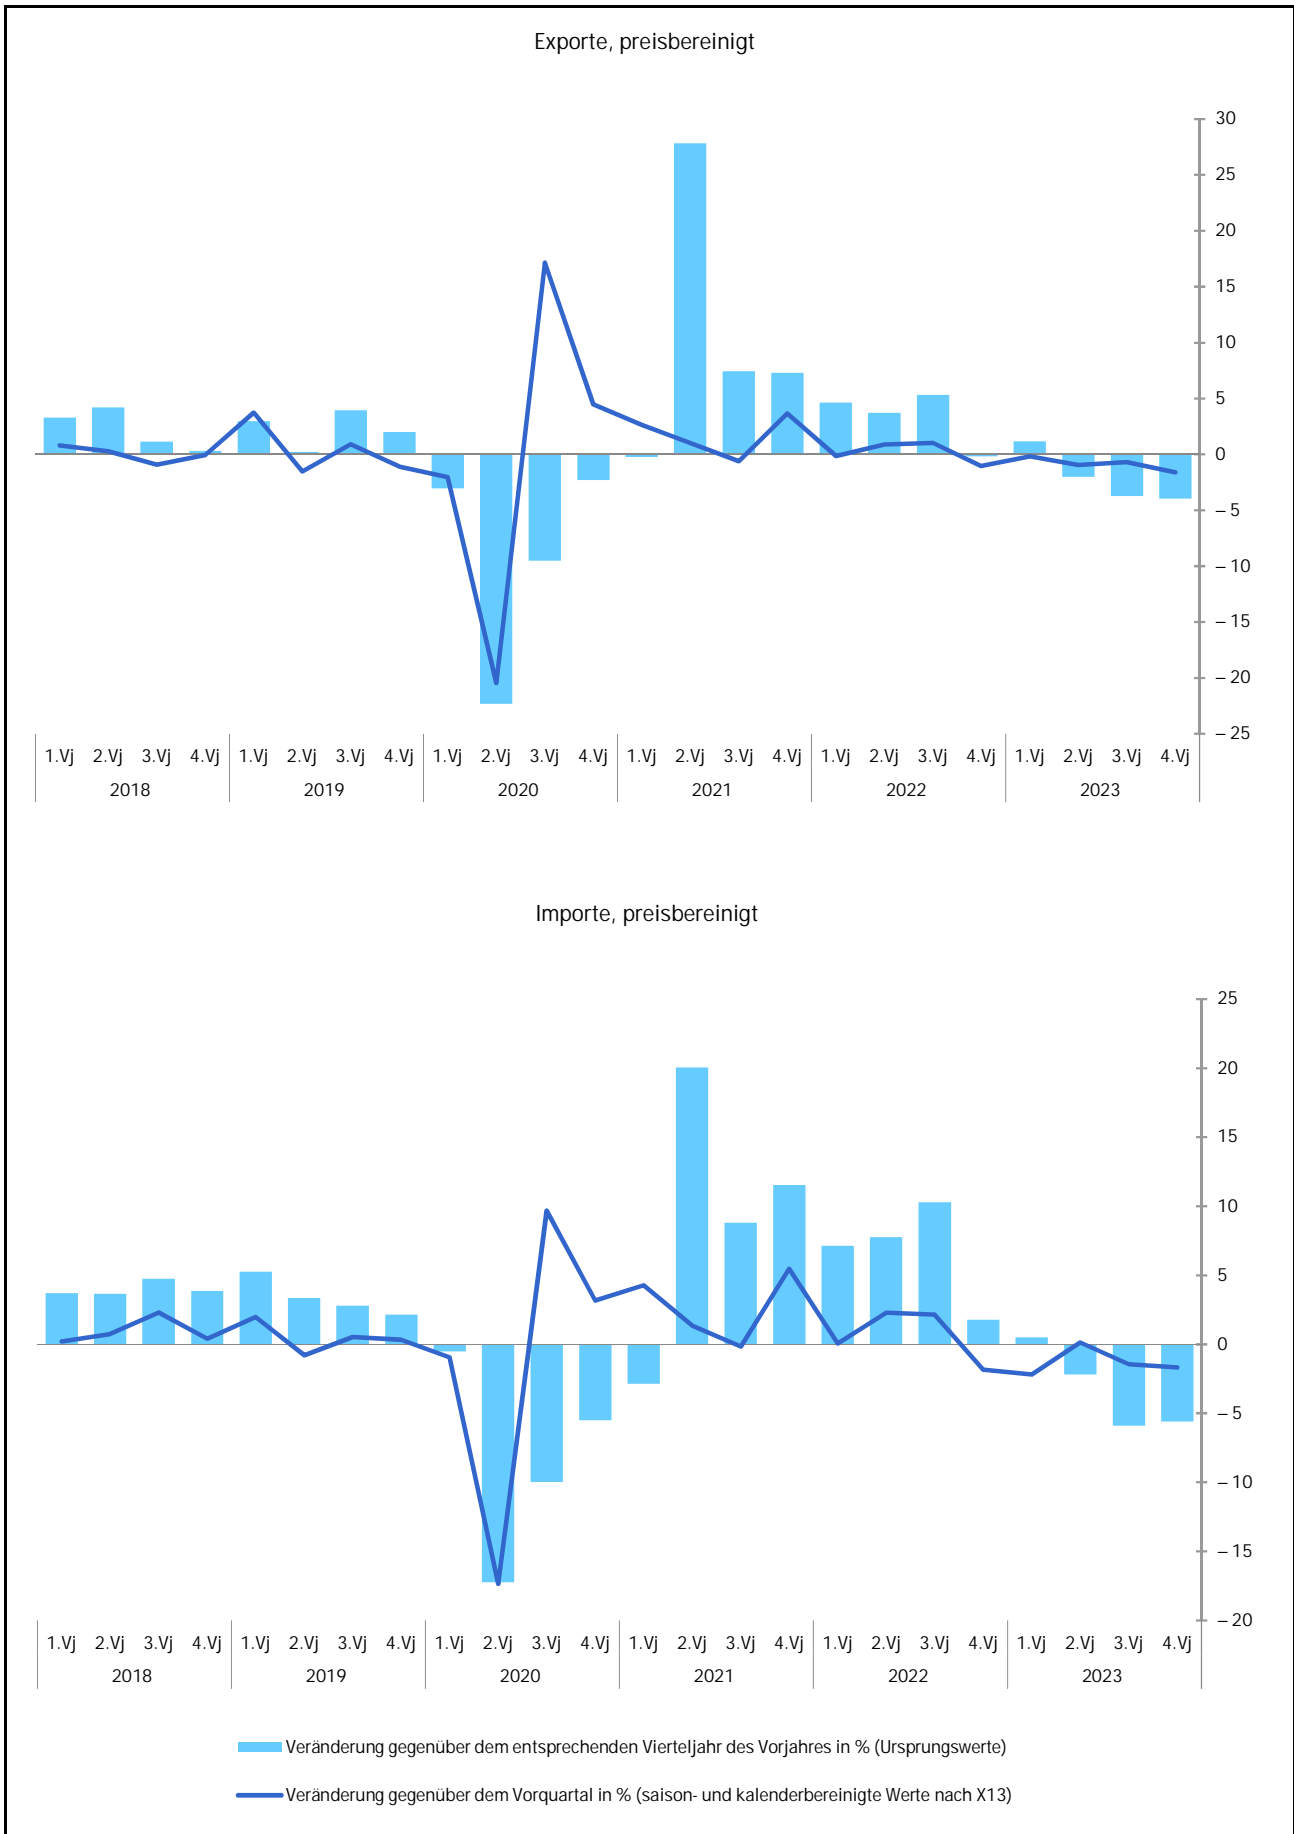 Exporte, preisbereinigt
30
25
20
15
10
5
0
– 5
– 10
– 15
– 20
– 25
1.Vj 2.Vj 3.Vj 4.Vj 1.Vj 2.Vj 3.Vj 4.Vj 1.Vj 2.Vj 3.Vj 4.Vj 1.Vj 2.Vj 3.Vj 4.Vj 1.Vj 2.Vj 3.Vj 4.Vj 1.Vj 2.Vj 3.Vj 4.Vj
2018 2019 2020 2021 2022 2023
Importe, preisbereinigt
25
20
15
10
5
0
– 5
– 10
– 15
– 20
1.Vj 2.Vj 3.Vj 4.Vj 1.Vj 2.Vj 3.Vj 4.Vj 1.Vj 2.Vj 3.Vj 4.Vj 1.Vj 2.Vj 3.Vj 4.Vj 1.Vj 2.Vj 3.Vj 4.Vj 1.Vj 2.Vj 3.Vj 4.Vj
2018 2019 2020 2021 2022 2023
Veränderung gegenüber dem entsprechenden Vierteljahr des Vorjahres in % (Ursprungswerte)
Veränderung gegenüber dem Vorquartal in % (saison- und kalenderbereinigte Werte nach X13)